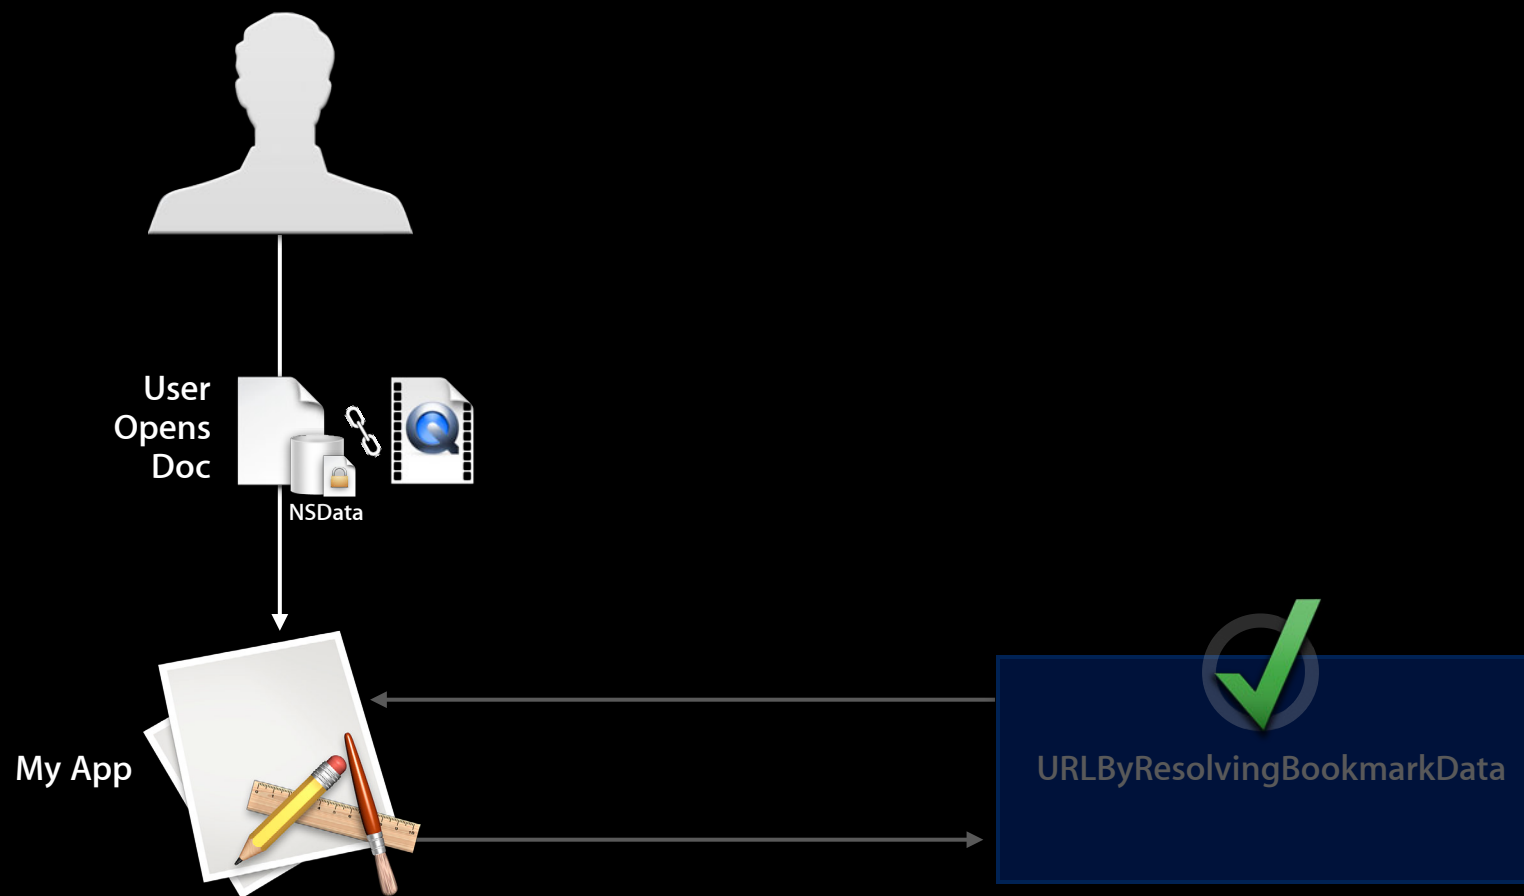 User
Opens
Doc
NSData
My App
URLByResolvingBookmarkData